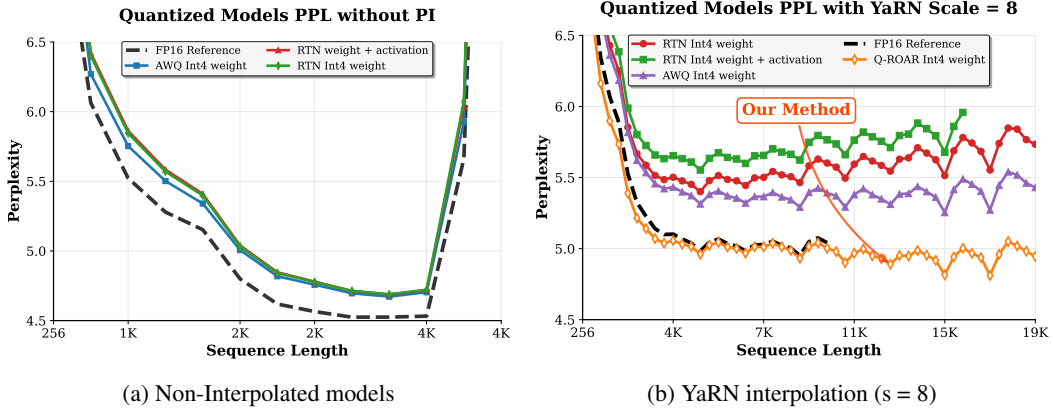 Quantized Models PPL without PI
6.5
6.0
5.5
5.0
4.5
Perplexity
FP16 Reference
AWQ Int4 weight
RTN weight + activation
RTN Int4 weight
256
1K
2K
2K
4K
4K
Sequence Length
(a) Non-Interpolated models
Quantized Models PPL with YaRN Scale = 8
6.5
6.0
5.5
5.0
4.5
Perplexity
RTN Int4 weight
RTN Int4 weight + activation
AWQ Int4 weight
FP16 Reference
Q-ROAR Int4 weight
Our Method
256
4K
7K
11K
15K
19K
Sequence Length
(b) YaRN interpolation (s = 8)